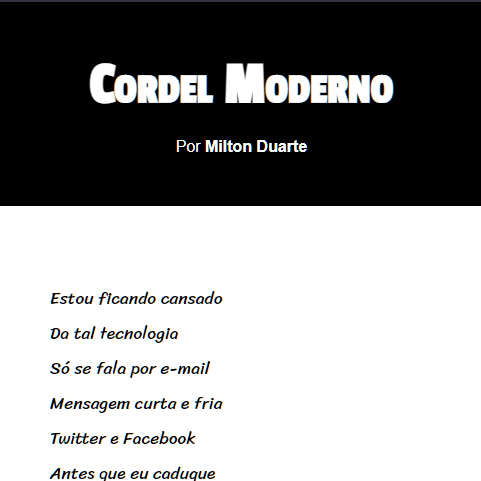 Cordel Moderno
Por Milton Duarte
Estou ficando cansado
Da tal tecnologia
Só se fala por e-mail
Mensagem curta e fria
Twitter e Facebook
Antes que eu caduque